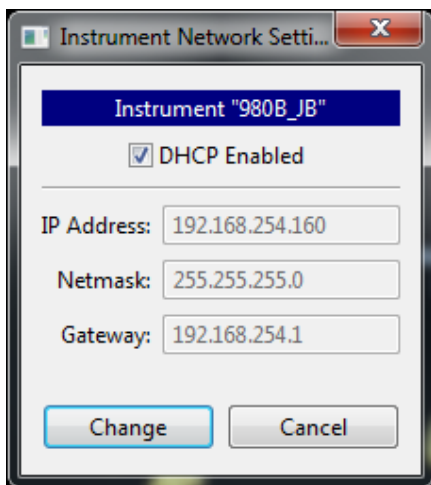 Instrument Network Setti...
Instrument "980B_JB"
DHCP Enabled
IP Address: 192.168.254.160
Netmask: 255.255.255.0
Gateway: 192.168.254.1
Change Cancel